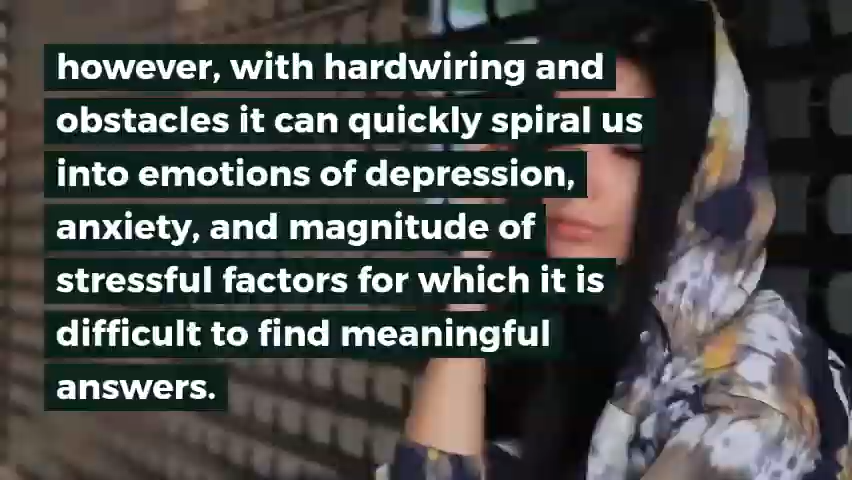 however, with hardwiring and
obstacles it can quickly spiral us
into emotions of depression,
anxiety, and magnitude of
stressful factors for which it is
difficult to find meaningful
answers.